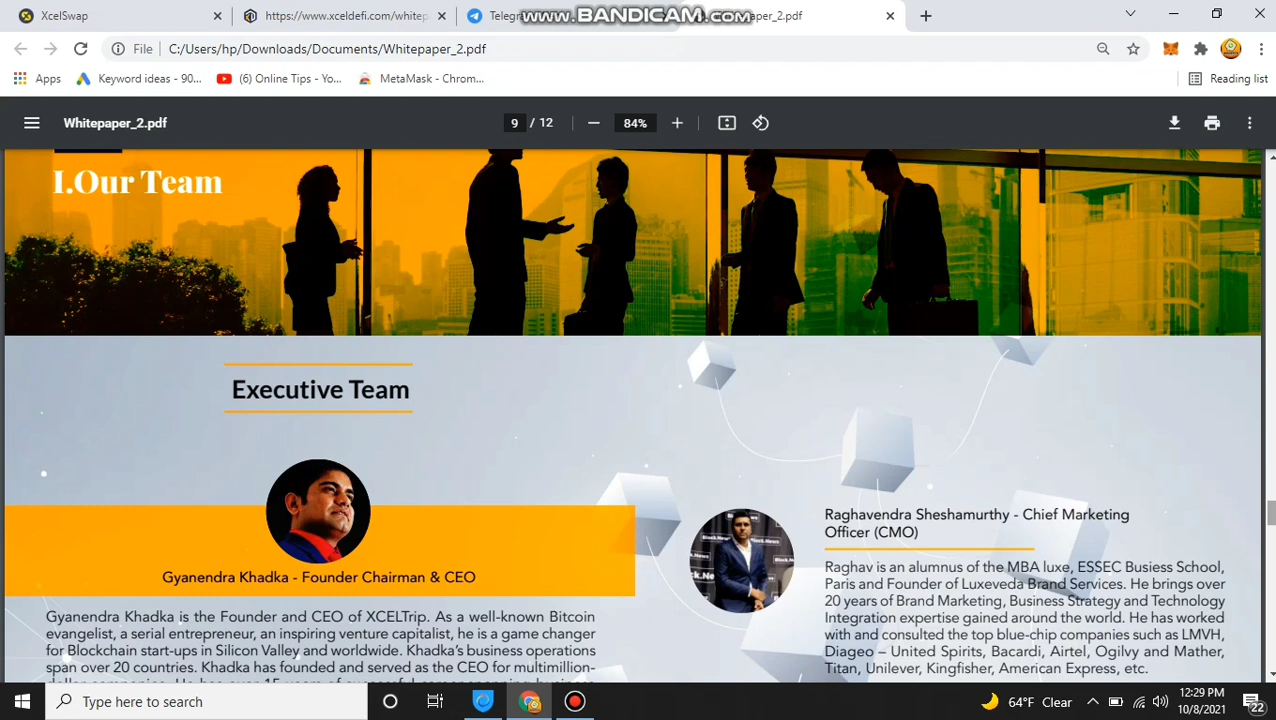 XcelSwap
https://www.xceldefi.com/whitep
Telegr
www.BANDICAM.com
paper_2.pdf
File
C:/Users/hp/Downloads/Documents/Whitepaper_2.pdf
Apps
Keyword ideas - 90...
(6) Online Tips - Yo...
MetaMask - Chrom...
Reading list
Whitepaper_2.pdf
9 / 12
84%
I.Our Team
Executive Team
Gyanendra Khadka - Founder Chairman & CEO
Gyanendra Khadka is the Founder and CEO of XCELTrip. As a well-known Bitcoin
evangelist, a serial entrepreneur, an inspiring venture capitalist, he is a game changer
for Blockchain start-ups in Silicon Valley and worldwide. Khadka's business operations
span over 20 countries. Khadka has founded and served as the CEO for multimillion-
Raghavendra Sheshamurthy - Chief Marketing
Officer (CMO)
Raghav is an alumnus of the MBA luxe, ESSEC Busiess School,
Paris and Founder of Luxeveda Brand Services. He brings over
20 years of Brand Marketing, Business Strategy and Technology
Integration expertise gained around the world. He has worked
with and consulted the top blue-chip companies such as LMVH,
Diageo – United Spirits, Bacardi, Airtel, Ogilvy and Mather,
Titan, Unilever, Kingfisher, American Express, etc.
Type here to search
64°F Clear
12:29 PM
10/8/2021
22